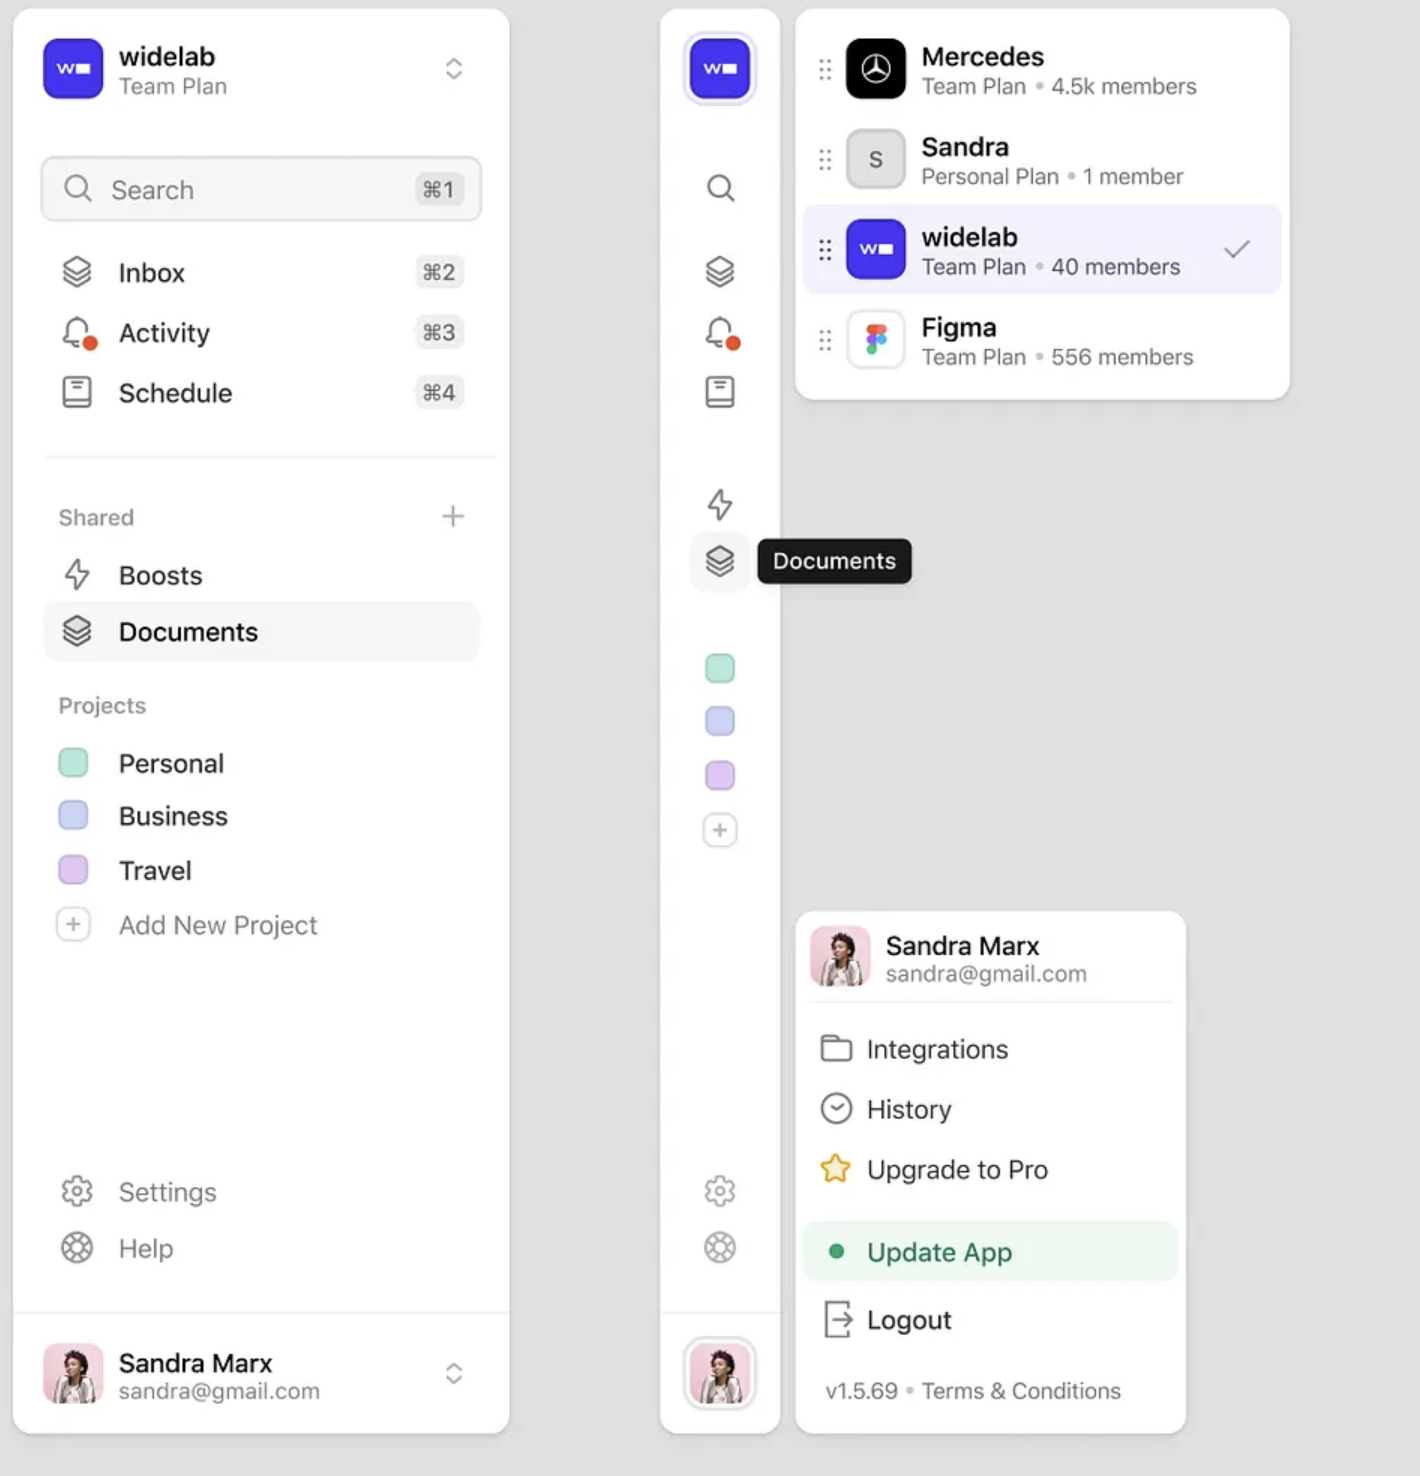 w
widelab
Team Plan
Search ⌘1
Inbox ⌘2
Activity ⌘3
Schedule ⌘4
Shared
Boosts
Documents
Projects
Personal
Business
Travel
Add New Project
Settings
Help
Sandra Marx
sandra@gmail.com
w
Documents
Mercedes
Team Plan • 4.5k members
S
Sandra
Personal Plan • 1 member
w
widelab
Team Plan • 40 members
Figma
Team Plan • 556 members
Sandra Marx
sandra@gmail.com
Integrations
History
Upgrade to Pro
Update App
Logout
v1.5.69 • Terms & Conditions